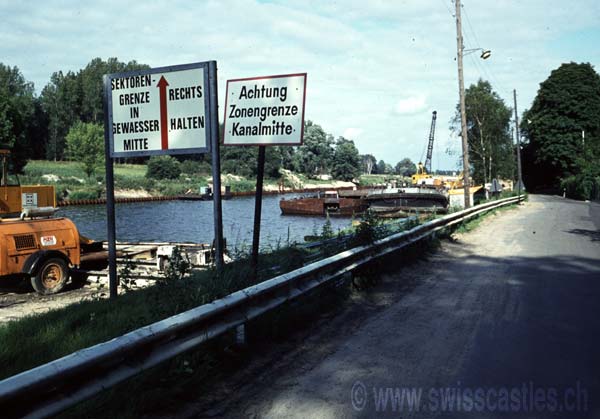 SEKTOREN-
GRENZE
IN
GEWAESSER
MITTE
RECHTS
HALTEN
Achtung
Zonengrenze
Kanalmitte
© www.swisscastles.ch